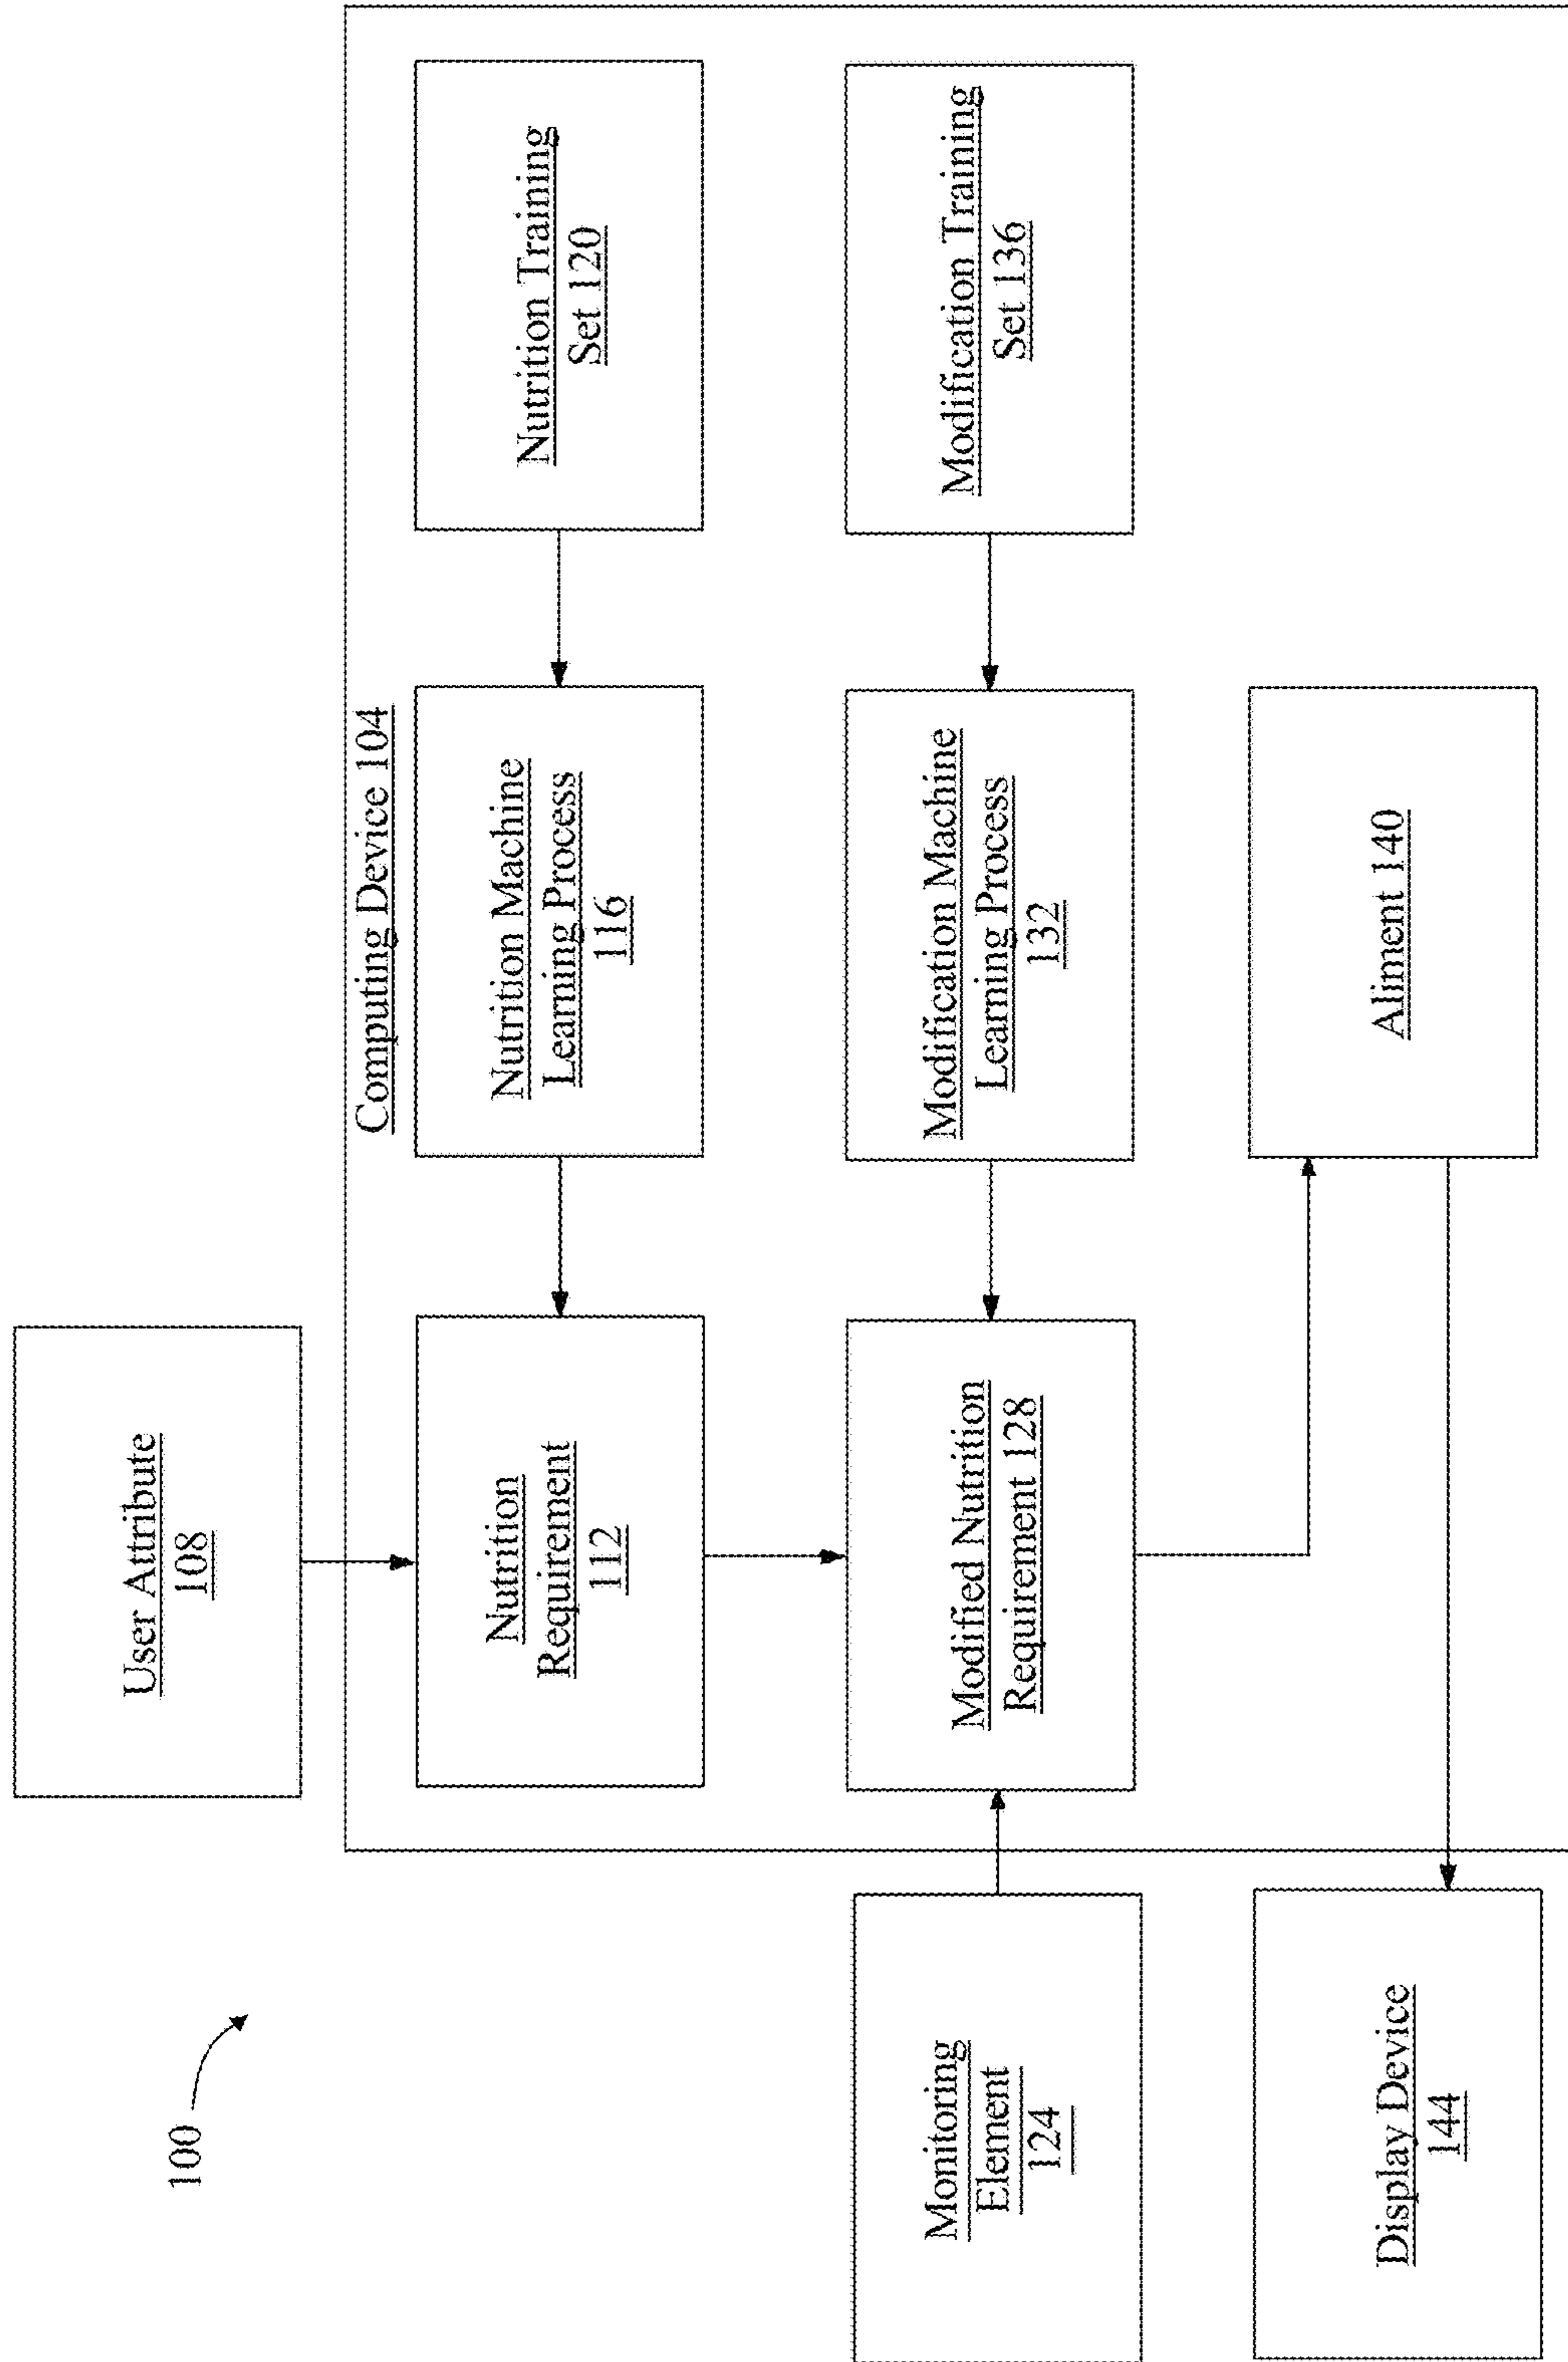 100
User Attribute
108
Computing Device 104
Nutrition
Requirement
112
Nutrition Machine
Learning Process
116
Nutrition Training
Set 120
Monitoring
Element
124
Modified Nutrition
Requirement 128
Modification Machine
Learning Process
132
Modification Training
Set 136
Display Device
144
Aliment 140